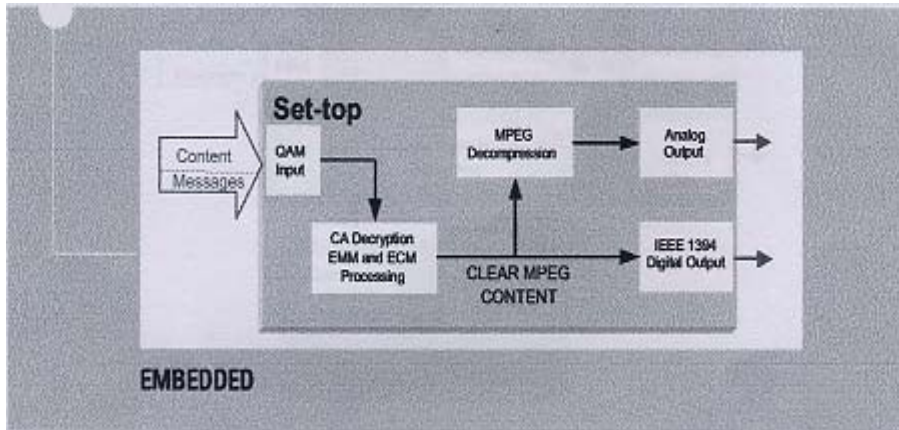 Set-top
Content
Messages
QAM
Input
CA Decryption
EMM and ECM
Processing
MPEG
Decompression
Analog
Output
CLEAR MPEG
CONTENT
IEEE 1394
Digital Output
EMBEDDED